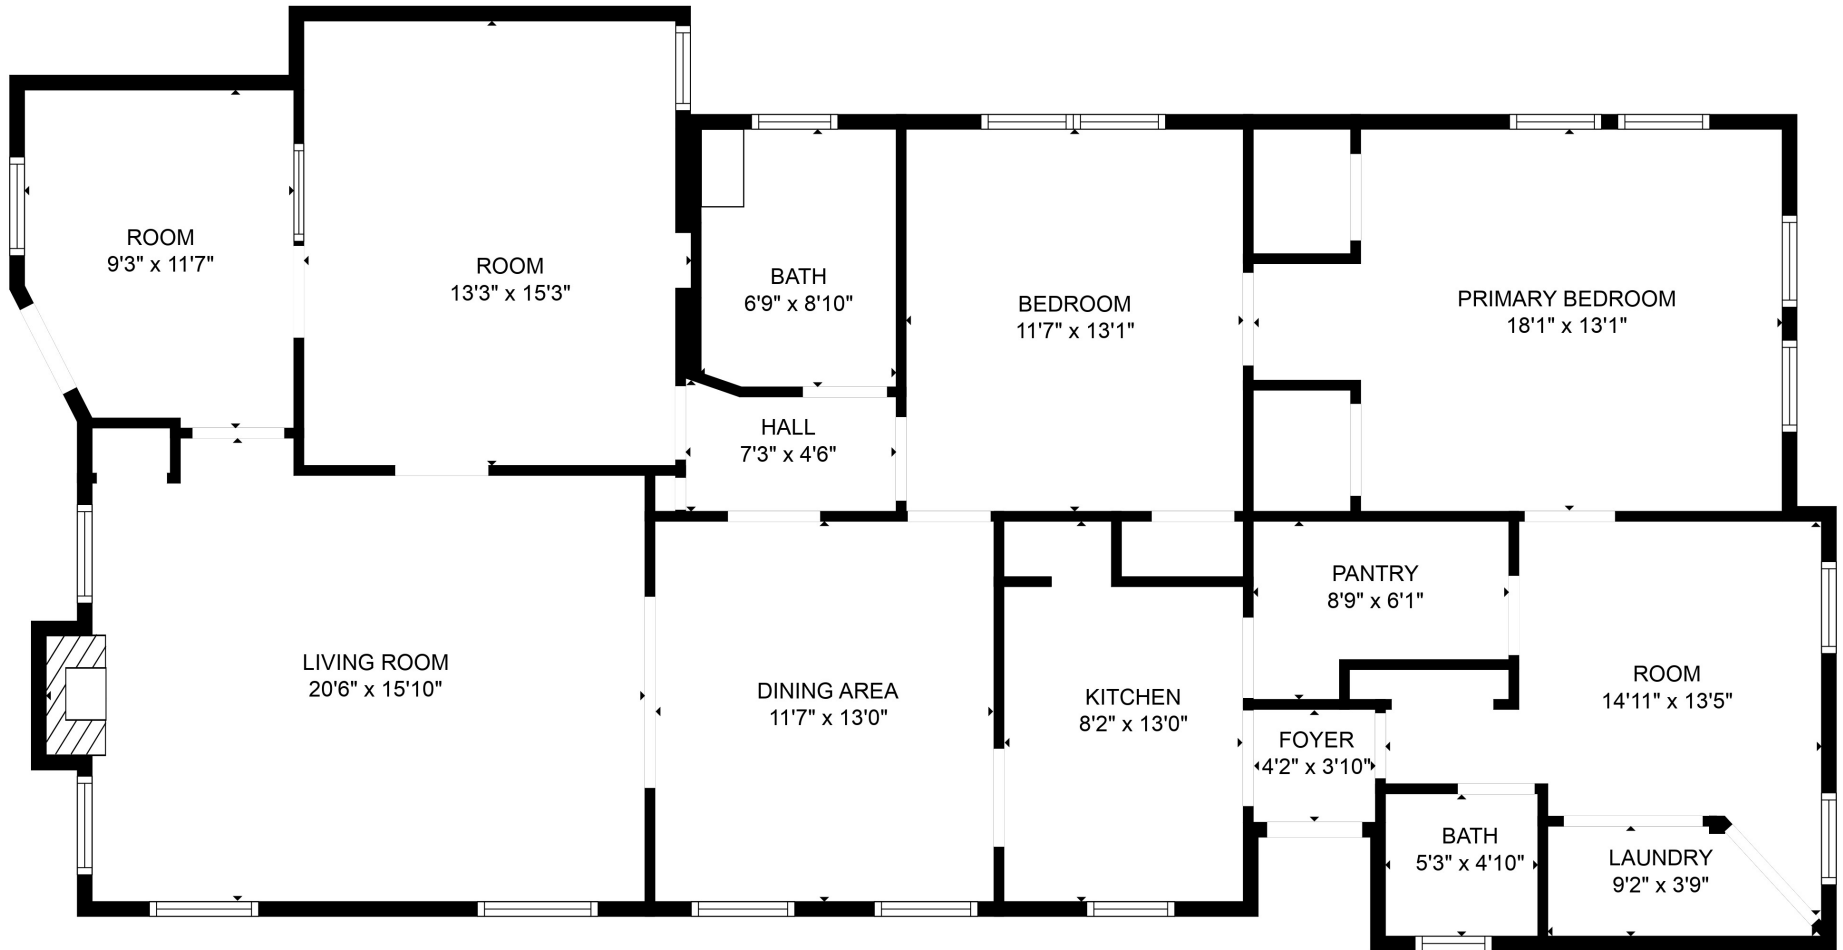 ROOM
9'3" x 11'7"
ROOM
13'3" x 15'3"
BATH
6'9" x 8'10"
BEDROOM
11'7" x 13'1"
PRIMARY BEDROOM
18'1" x 13'1"
HALL
7'3" x 4'6"
PANTRY
8'9" x 6'1"
LIVING ROOM
20'6" x 15'10"
DINING AREA
11'7" x 13'0"
KITCHEN
8'2" x 13'0"
ROOM
14'11" x 13'5"
FOYER
4'2" x 3'10"
BATH
5'3" x 4'10"
LAUNDRY
9'2" x 3'9"